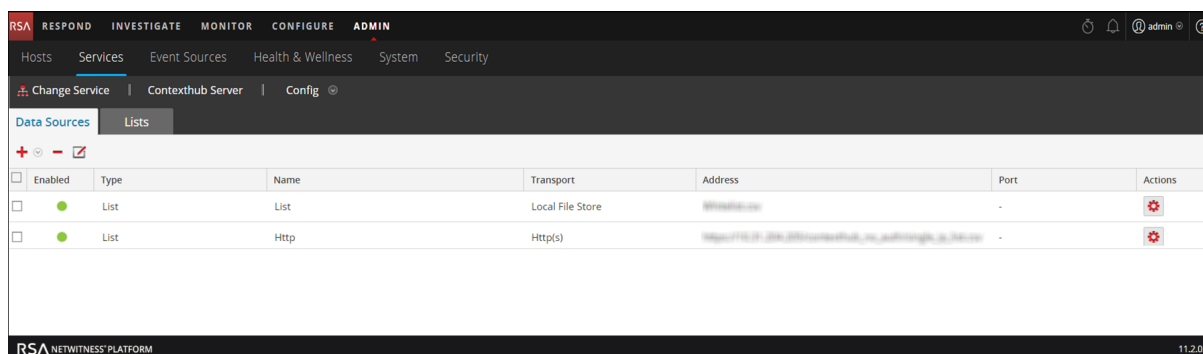 RSA RESPOND INVESTIGATE MONITOR CONFIGURE ADMIN admin
Hosts Services Event Sources Health & Wellness System Security
Change Service | Contexthub Server | Config
Data Sources Lists
Enabled Type Name Transport Address Port Actions
List List Local File Store -
List Http Http(s) -
RSA NETWITNESS® PLATFORM 11.2.0